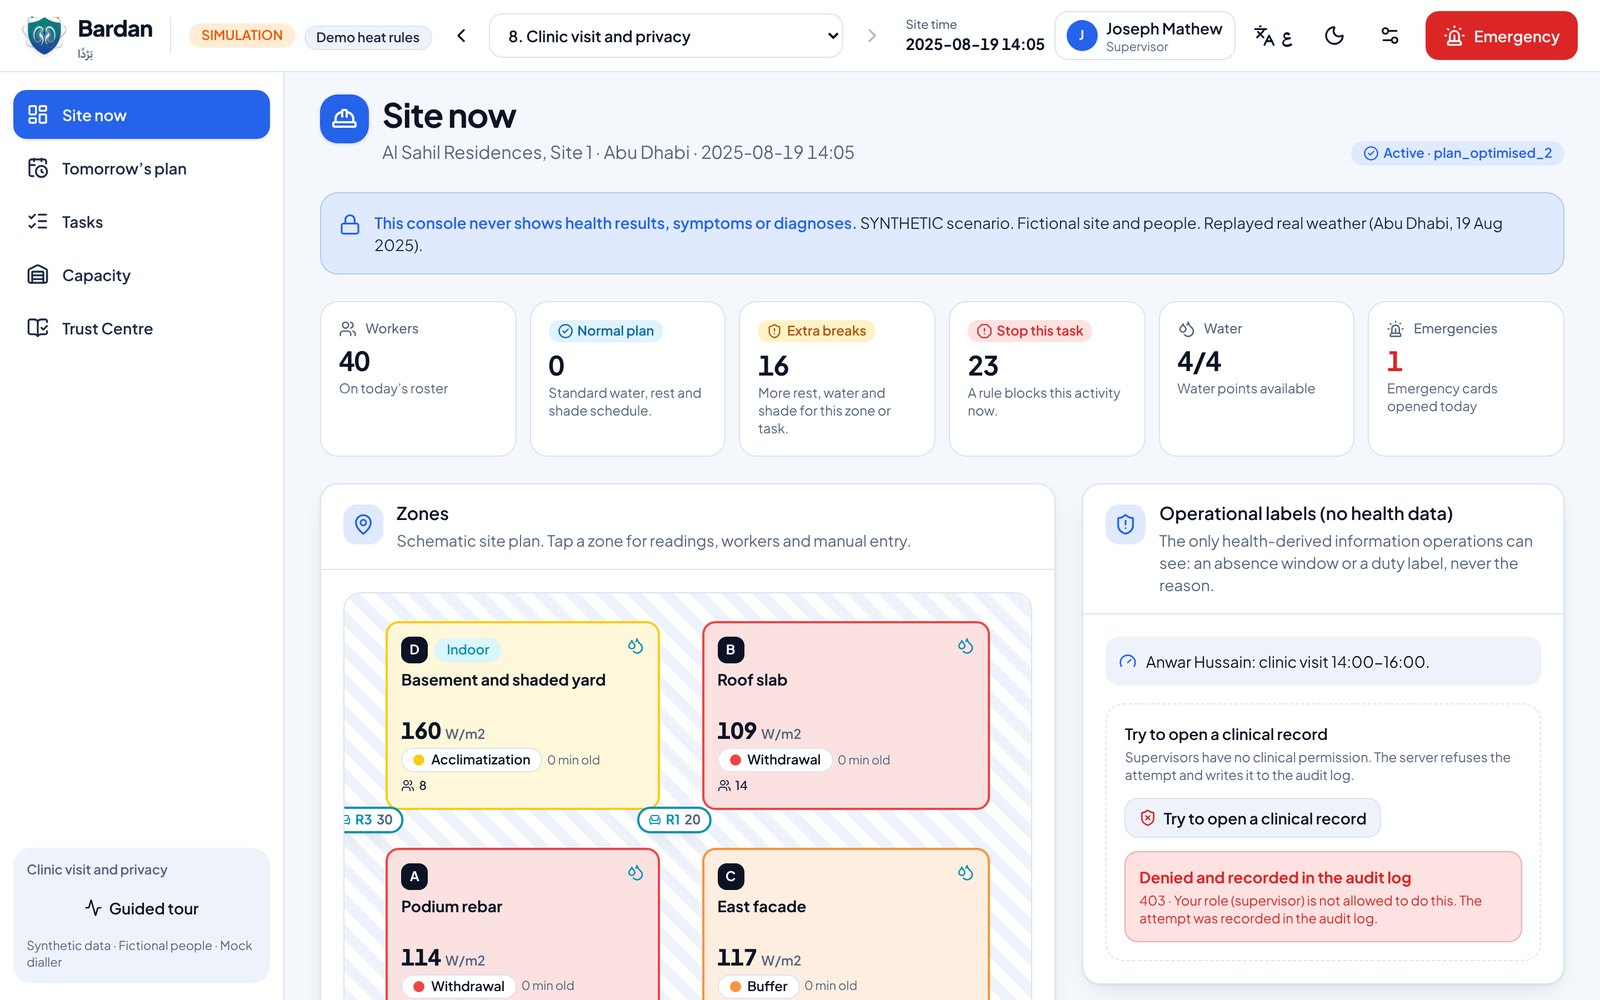 Bardan
بَرْدًا
SIMULATION
Demo heat rules
8. Clinic visit and privacy
Site time
2025-08-19 14:05
J
Joseph Mathew
Supervisor
ع
Emergency
Site now
Tomorrow's plan
Tasks
Capacity
Trust Centre
Clinic visit and privacy
Guided tour
Synthetic data · Fictional people · Mock
dialler
Site now
Al Sahil Residences, Site 1 · Abu Dhabi · 2025-08-19 14:05
Active · plan_optimised_2
This console never shows health results, symptoms or diagnoses. SYNTHETIC scenario. Fictional site and people. Replayed real weather (Abu Dhabi, 19 Aug
2025).
Workers
40
On today's roster
Normal plan
0
Standard water, rest and
shade schedule.
Extra breaks
16
More rest, water and
shade for this zone or
task.
Stop this task
23
A rule blocks this activity
now.
Water
4/4
Water points available
Emergencies
1
Emergency cards
opened today
Zones
Schematic site plan. Tap a zone for readings, workers and manual entry.
D
Indoor
Basement and shaded yard
160 W/m2
Acclimatization
0 min old
8
B
Roof slab
109 W/m2
Withdrawal
0 min old
14
R3 30
R1 20
A
Podium rebar
114 W/m2
Withdrawal
0 min old
C
East facade
117 W/m2
Buffer
0 min old
Operational labels (no health data)
The only health-derived information operations can
see: an absence window or a duty label, never the
reason.
Anwar Hussain: clinic visit 14:00–16:00.
Try to open a clinical record
Supervisors have no clinical permission. The server refuses the
attempt and writes it to the audit log.
Try to open a clinical record
Denied and recorded in the audit log
403 · Your role (supervisor) is not allowed to do this. The
attempt was recorded in the audit log.